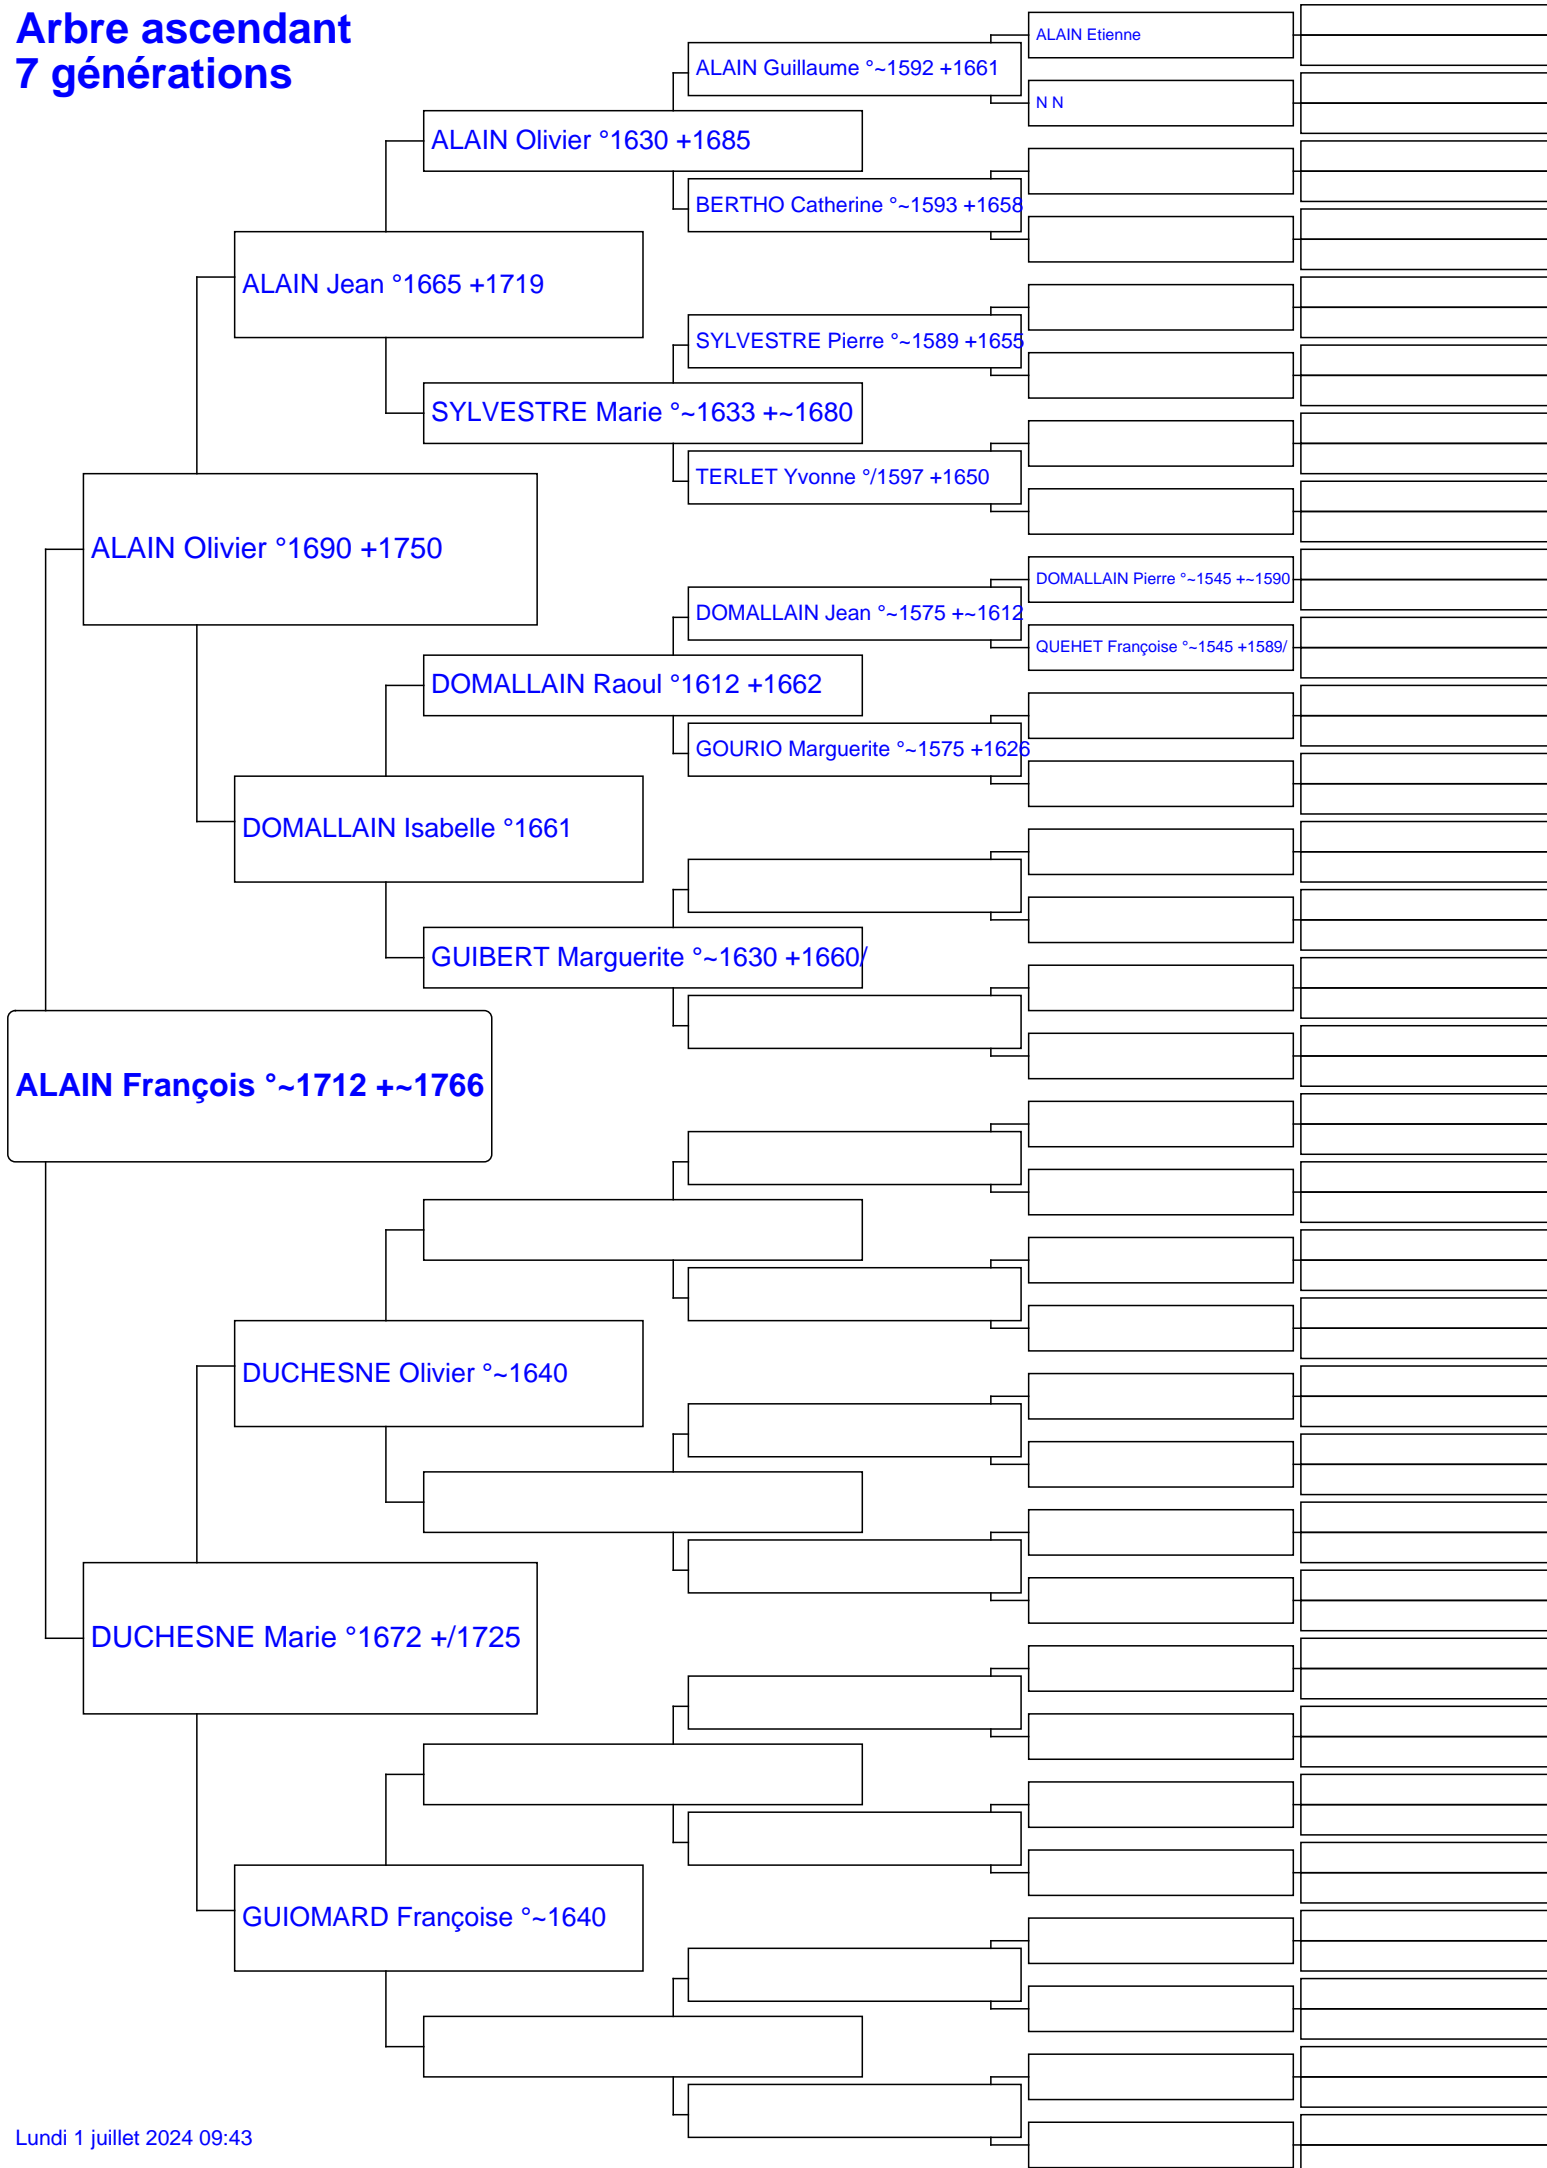 Arbre ascendant
7 générations
ALAIN Etienne
ALAIN Guillaume °~1592 +1661
N N
ALAIN Olivier °1630 +1685
BERTHO Catherine °~1593 +1658
ALAIN Jean °1665 +1719
SYLVESTRE Pierre °~1589 +1655
SYLVESTRE Marie °~1633 +~1680
TERLET Yvonne °/1597 +1650
ALAIN Olivier °1690 +1750
DOMALLAIN Pierre °~1545 +~1590
DOMALLAIN Jean °~1575 +~1612
QUEHET Françoise °~1545 +1589/
DOMALLAIN Raoul °1612 +1662
GOURIO Marguerite °~1575 +1626
DOMALLAIN Isabelle °1661
GUIBERT Marguerite °~1630 +1660/
ALAIN François °~1712 +~1766
DUCHESNE Olivier °~1640
DUCHESNE Marie °1672 +/1725
GUIOMARD Françoise °~1640
Lundi 1 juillet 2024 09:43